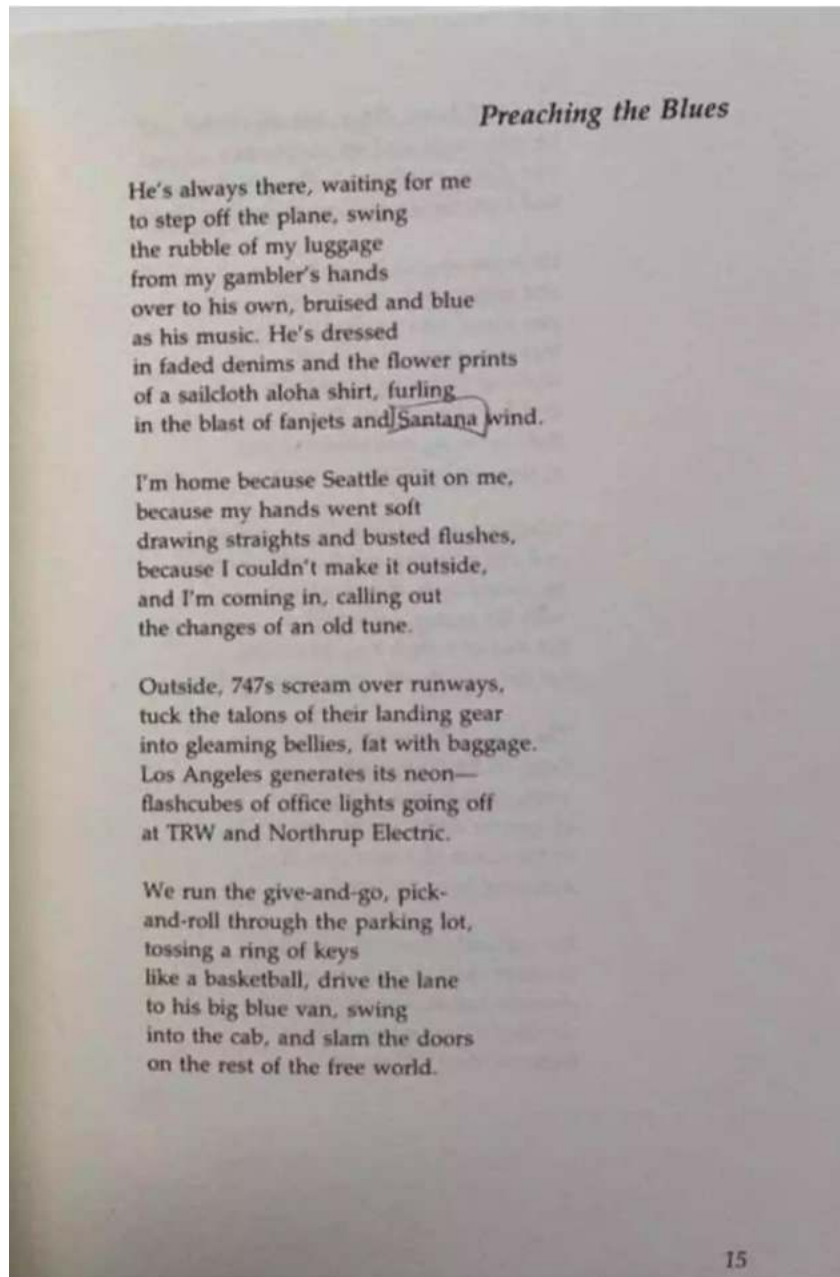 Preaching the Blues
He's always there, waiting for me
to step off the plane, swing
the rubble of my luggage
from my gambler's hands
over to his own, bruised and blue
as his music. He's dressed
in faded denims and the flower prints
of a sailcloth aloha shirt, furling
in the blast of fanjets and Santana wind.
I'm home because Seattle quit on me,
because my hands went soft
drawing straights and busted flushes,
because I couldn't make it outside,
and I'm coming in, calling out
the changes of an old tune.
Outside, 747s scream over runways,
tuck the talons of their landing gear
into gleaming bellies, fat with baggage.
Los Angeles generates its neon—
flashcubes of office lights going off
at TRW and Northrup Electric.
We run the give-and-go, pick-
and-roll through the parking lot,
tossing a ring of keys
like a basketball, drive the lane
to his big blue van, swing
into the cab, and slam the doors
on the rest of the free world.
15